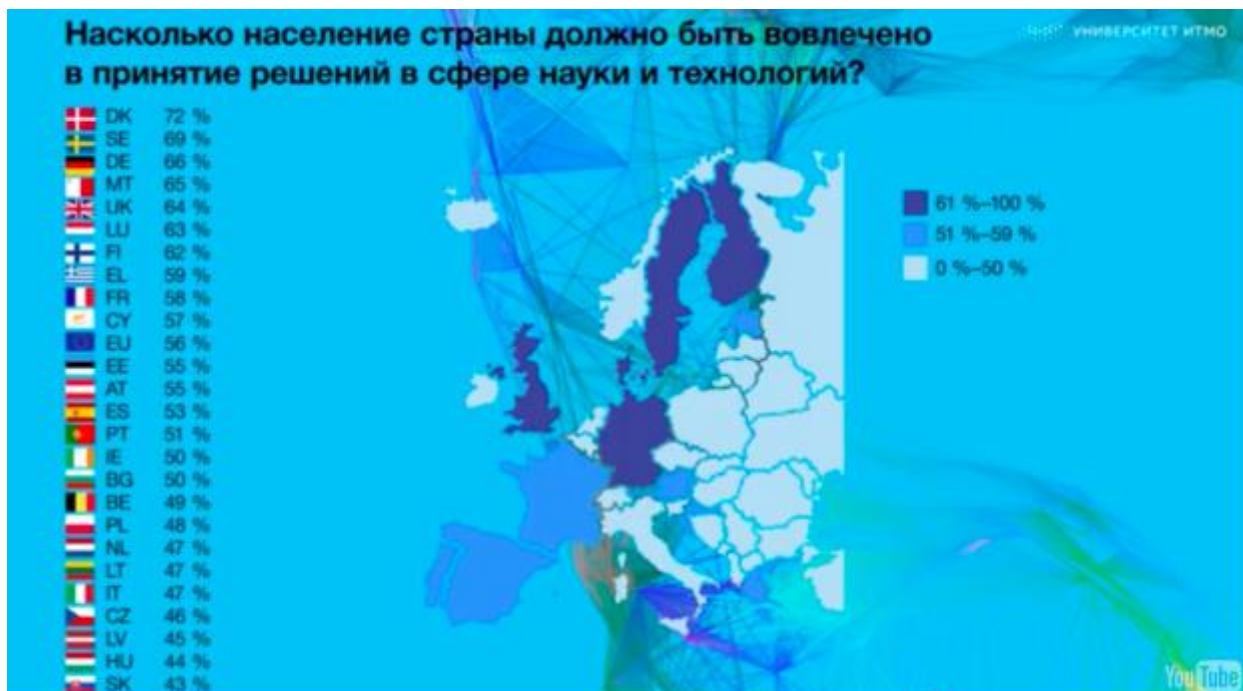 Насколько население страны должно быть вовлечено
в принятие решений в сфере науки и технологий?
УНИВЕРСИТЕТ ИТМО
DK 72 %
SE 69 %
DE 66 %
MT 65 %
UK 64 %
LU 63 %
FI 62 %
EL 59 %
FR 58 %
CY 57 %
EU 56 %
EE 55 %
AT 55 %
ES 53 %
PT 51 %
IE 50 %
BG 50 %
BE 49 %
PL 48 %
NL 47 %
LT 47 %
IT 47 %
CZ 46 %
LV 45 %
HU 44 %
SK 43 %
61 %–100 %
51 %–59 %
0 %–50 %
YouTube